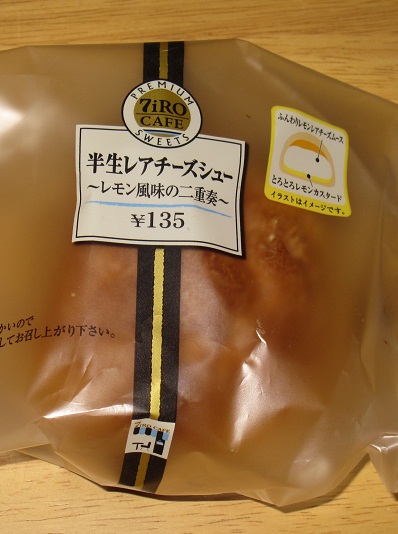 PREMIUM
7iRO
CAFE
SWEETS
半生レアチーズシュー
～レモン風味の二重奏～
￥135
ふんわりレモンレアチーズムース
とろとろレモンカスタード
イラストはイメージです。
かいので
してお召し上がり下さい。
7iRO CAFE